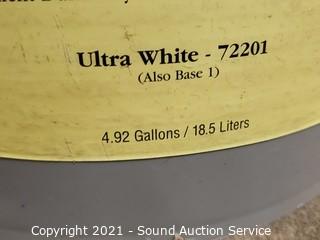 Ultra White - 72201
(Also Base 1)
4.92 Gallons / 18.5 Liters
Copyright 2021 - Sound Auction Service